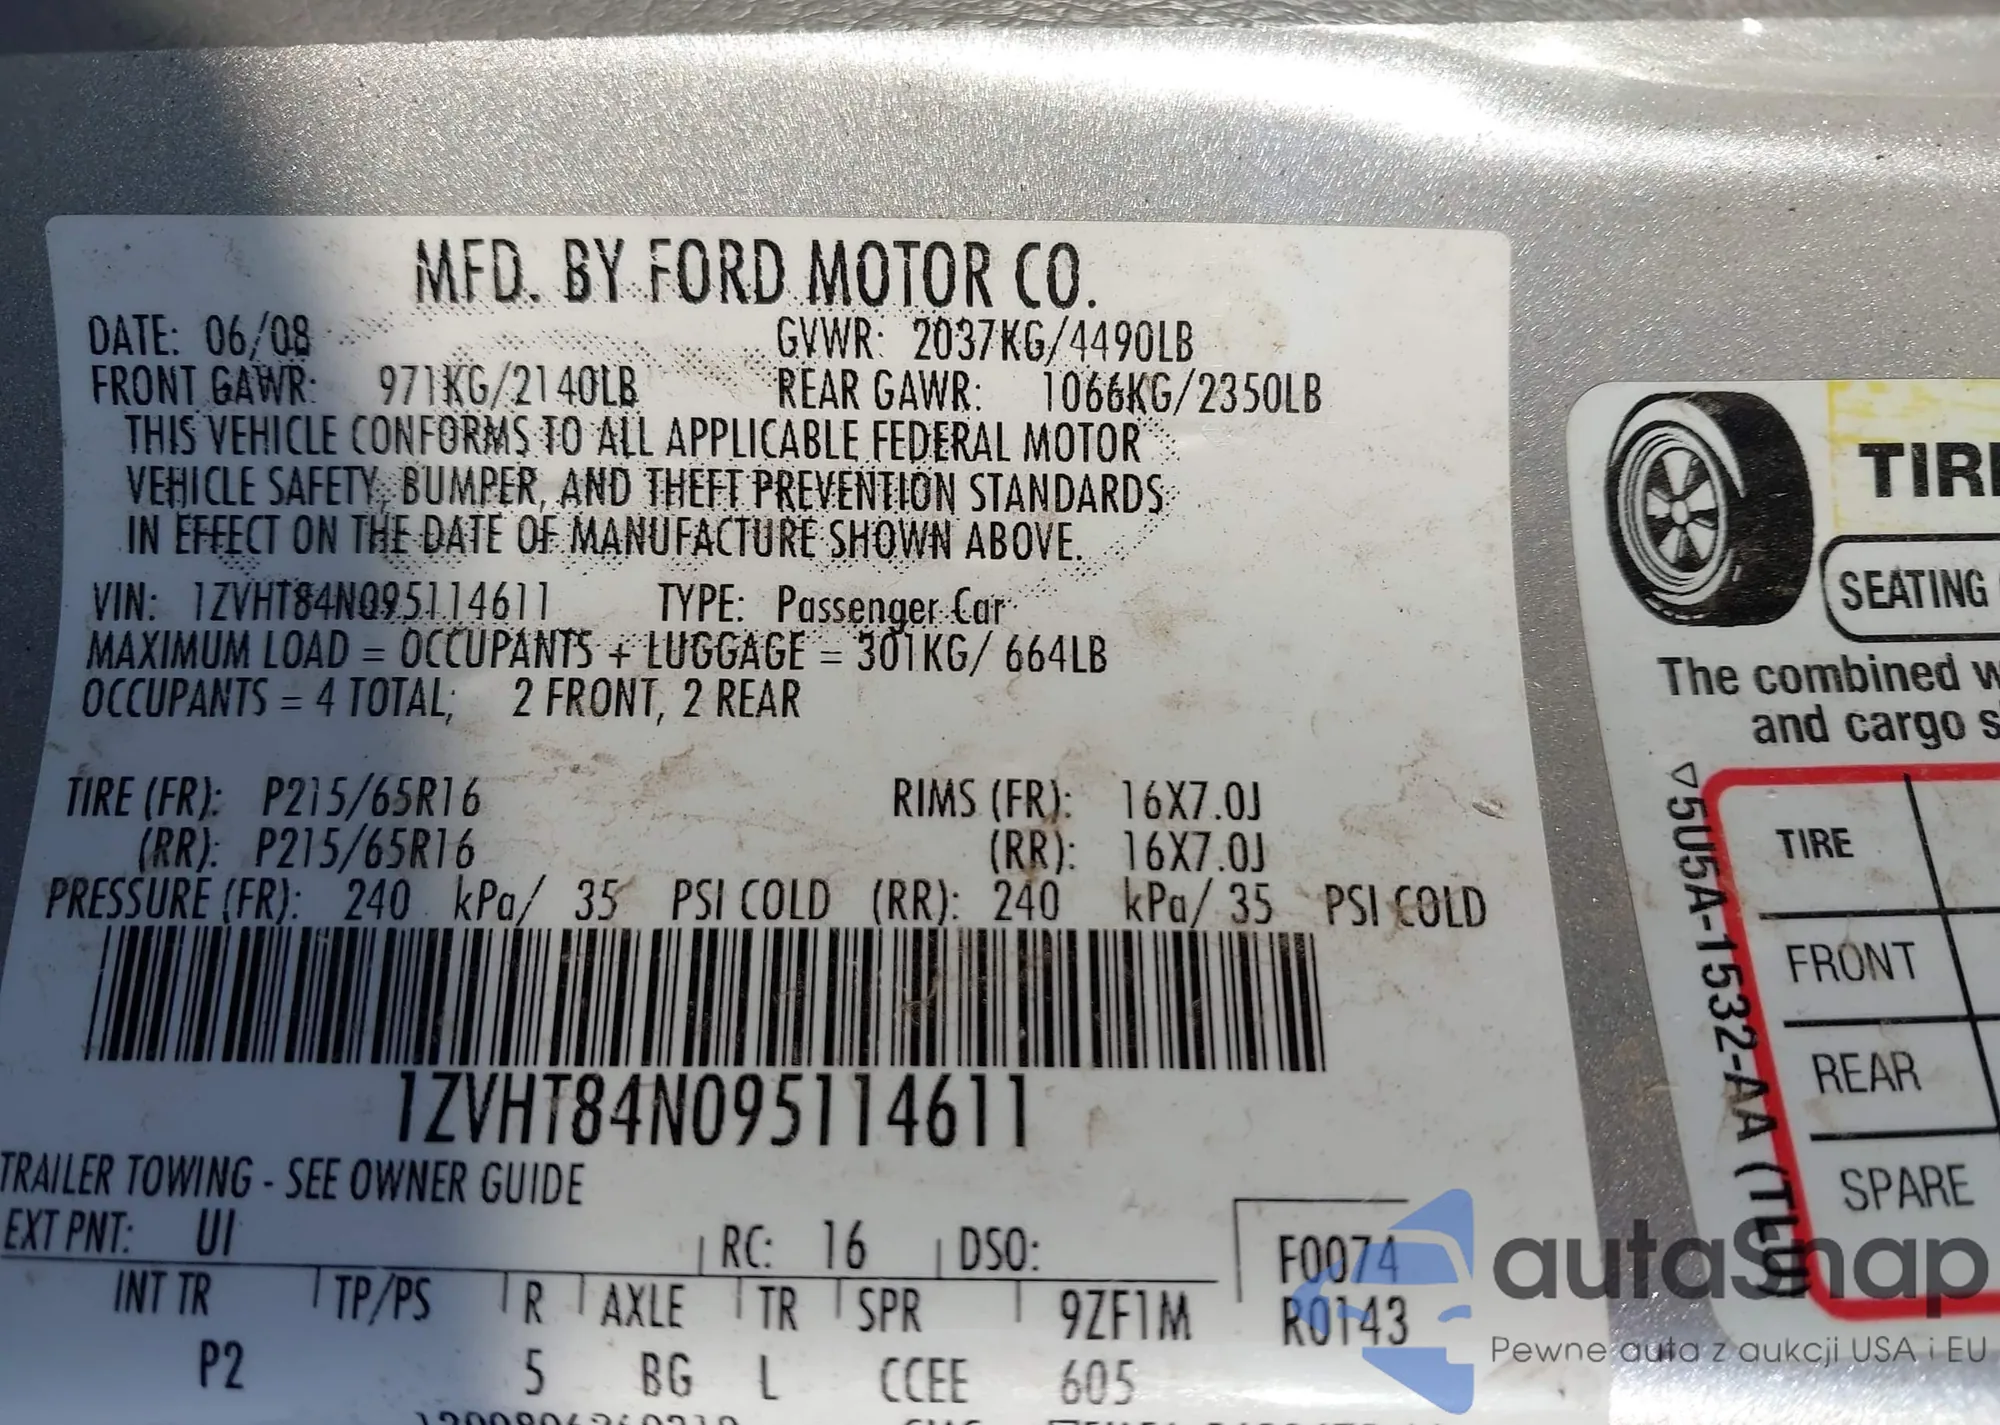 MFD. BY FORD MOTOR CO.
DATE: 06/08 GVWR: 2037KG/4490LB
FRONT GAWR: 971KG/2140LB REAR GAWR: 1066KG/2350LB
THIS VEHICLE CONFORMS TO ALL APPLICABLE FEDERAL MOTOR
VEHICLE SAFETY, BUMPER, AND THEFT PREVENTION STANDARDS
IN EFFECT ON THE DATE OF MANUFACTURE SHOWN ABOVE.
VIN: 1ZVHT84N095114611 TYPE: Passenger Car
MAXIMUM LOAD = OCCUPANTS + LUGGAGE = 301KG/ 664LB
OCCUPANTS = 4 TOTAL; 2 FRONT, 2 REAR
TIRE (FR): P215/65R16 RIMS (FR): 16X7.0J
(RR): P215/65R16 (RR): 16X7.0J
PRESSURE (FR): 240 kPa/ 35 PSI COLD (RR): 240 kPa/ 35 PSI COLD
1ZVHT84N095114611
TRAILER TOWING - SEE OWNER GUIDE
EXT PNT: UI RC: 16 DSO: F0074
INT TR TP/PS R AXLE TR SPR 9ZF1M R0143
P2 5 BG L CCEE 605
TIR
SEATING
The combined
and cargo
5U5A-1532-AA
TIRE
FRONT
REAR
SPARE
autoSnap
Pewne auta z aukcji USA i EU